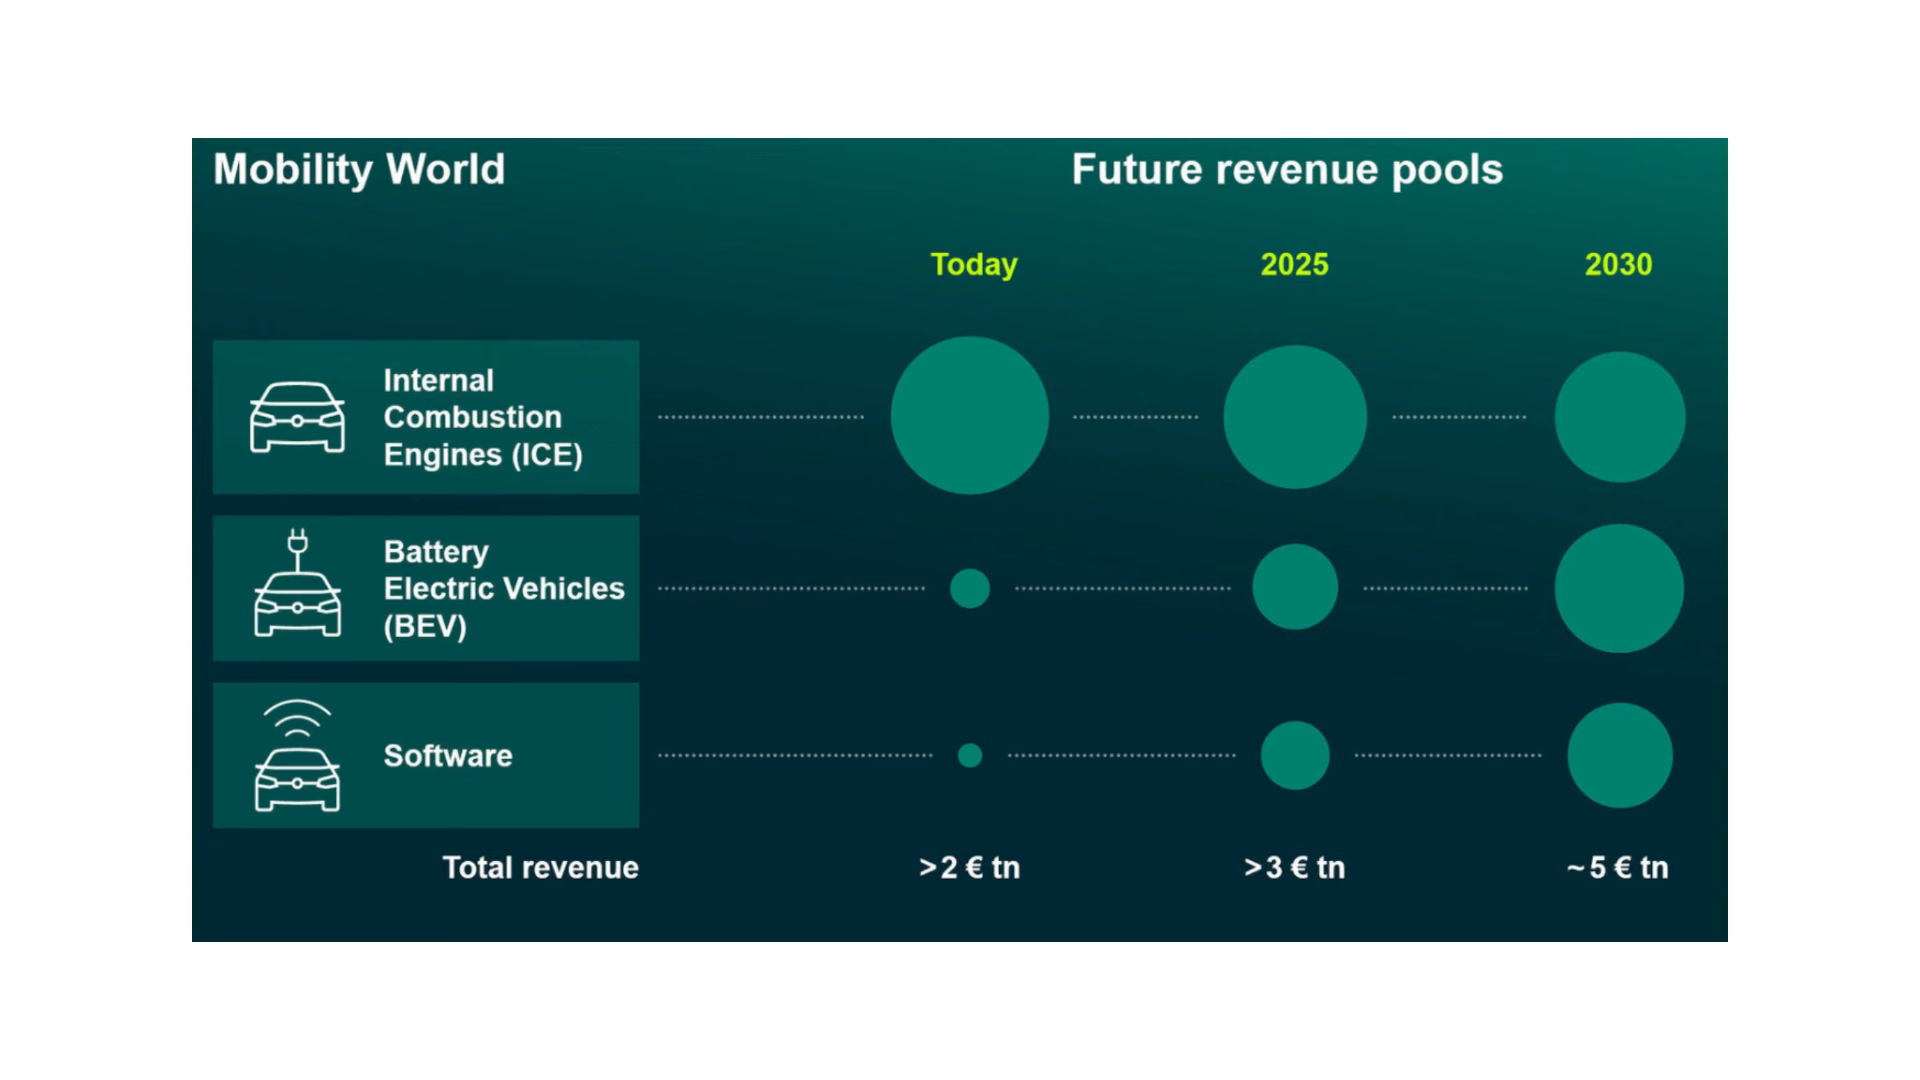 Mobility World
Future revenue pools
Today
2025
2030
Internal
Combustion
Engines (ICE)
Battery
Electric Vehicles
(BEV)
Software
Total revenue
>2 € tn
>3 € tn
~5 € tn